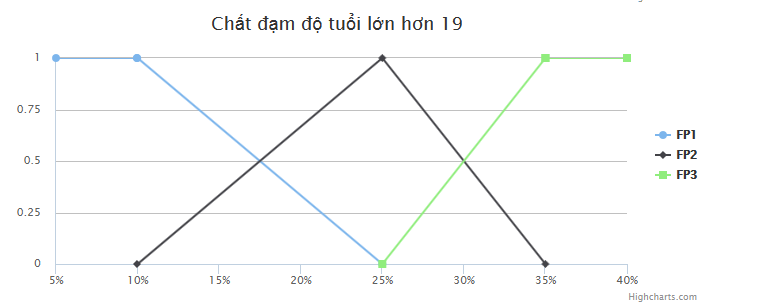 Chất đạm độ tuổi lớn hơn 19
1
0.75
0.5
0.25
0
5% 10% 15% 20% 25% 30% 35% 40%
FP1
FP2
FP3
Highcharts.com